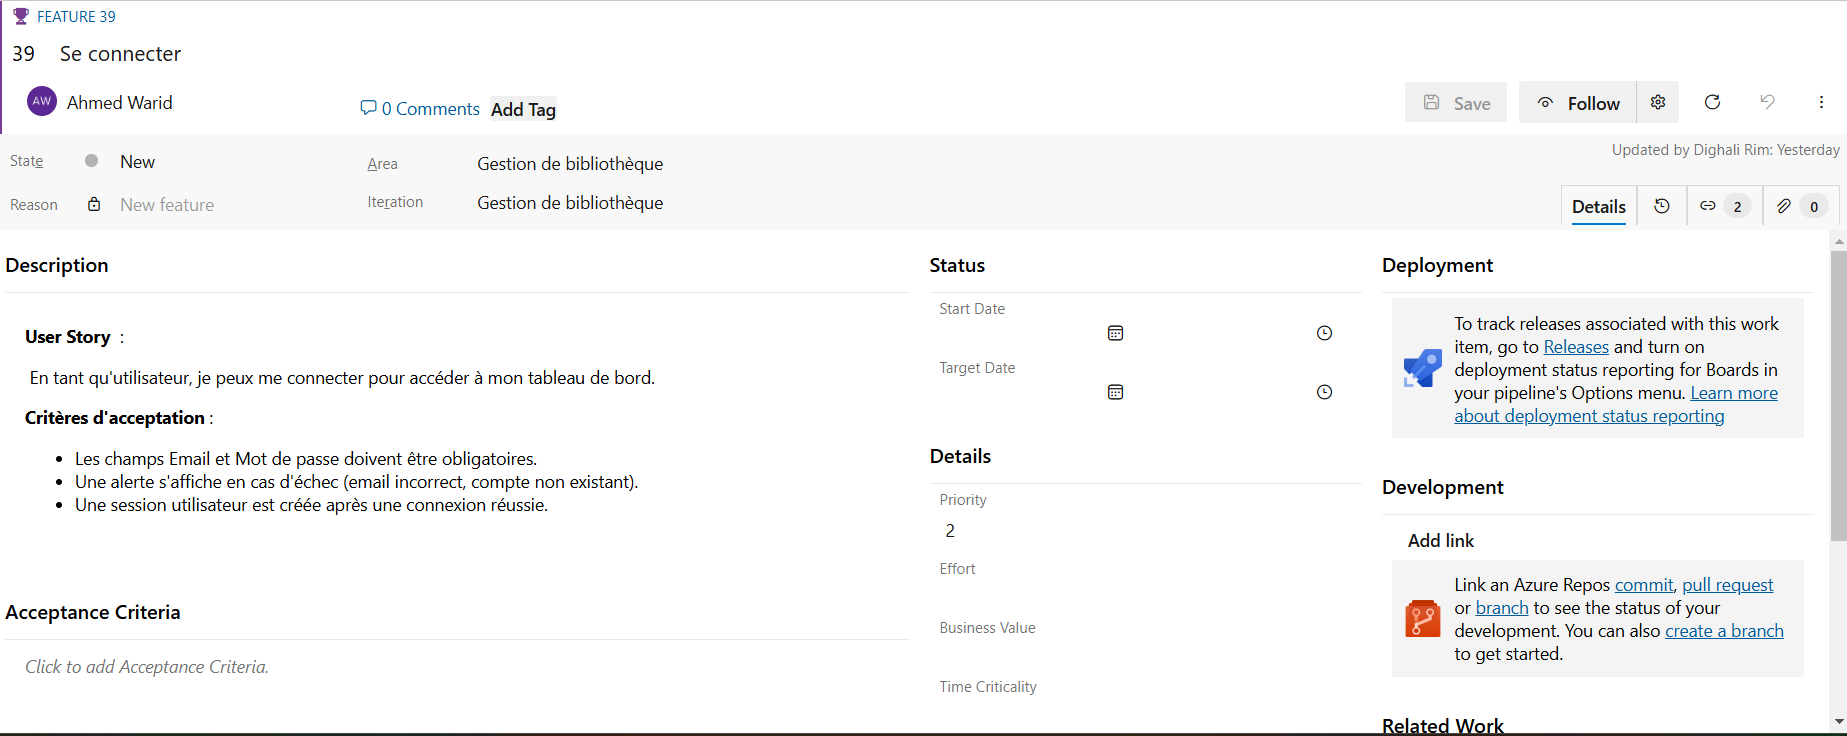 FEATURE 39
39 Se connecter
AW Ahmed Warid
0 Comments Add Tag
Save
Follow
State New
Area Gestion de bibliothèque
Updated by Dighali Rim: Yesterday
Reason New feature
Iteration Gestion de bibliothèque
Details
2
0
Description
User Story :
En tant qu'utilisateur, je peux me connecter pour accéder à mon tableau de bord.
Critères d'acceptation :
Les champs Email et Mot de passe doivent être obligatoires.
Une alerte s'affiche en cas d'échec (email incorrect, compte non existant).
Une session utilisateur est créée après une connexion réussie.
Acceptance Criteria
Click to add Acceptance Criteria.
Status
Start Date
Target Date
Details
Priority
2
Effort
Business Value
Time Criticality
Deployment
To track releases associated with this work
item, go to Releases and turn on
deployment status reporting for Boards in
your pipeline's Options menu. Learn more
about deployment status reporting
Development
Add link
Link an Azure Repos commit, pull request
or branch to see the status of your
development. You can also create a branch
to get started.
Related Work